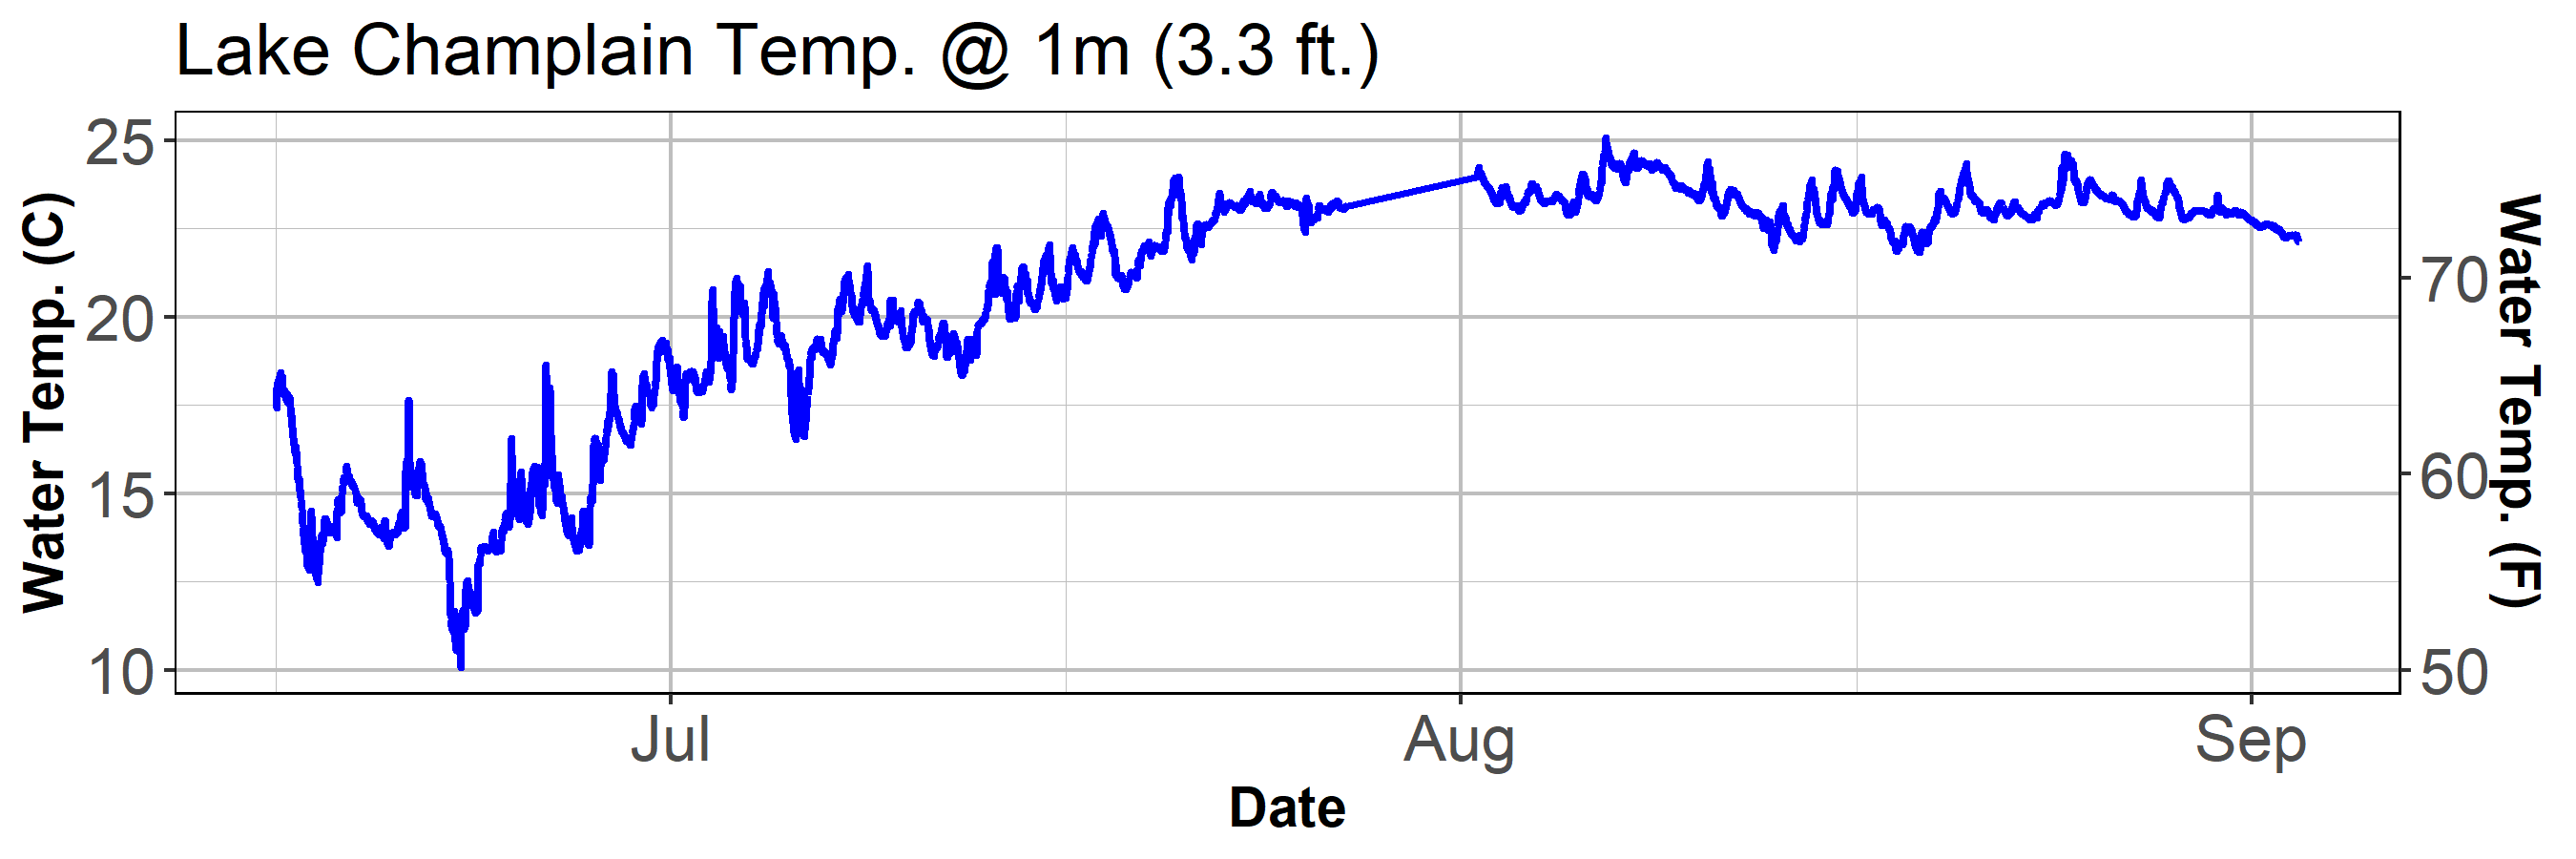 Lake Champlain Temp. @ 1m (3.3 ft.)
Water Temp. (C)
25
20
15
10
70
60
50
Water Temp. (F)
Jul Aug Sep
Date